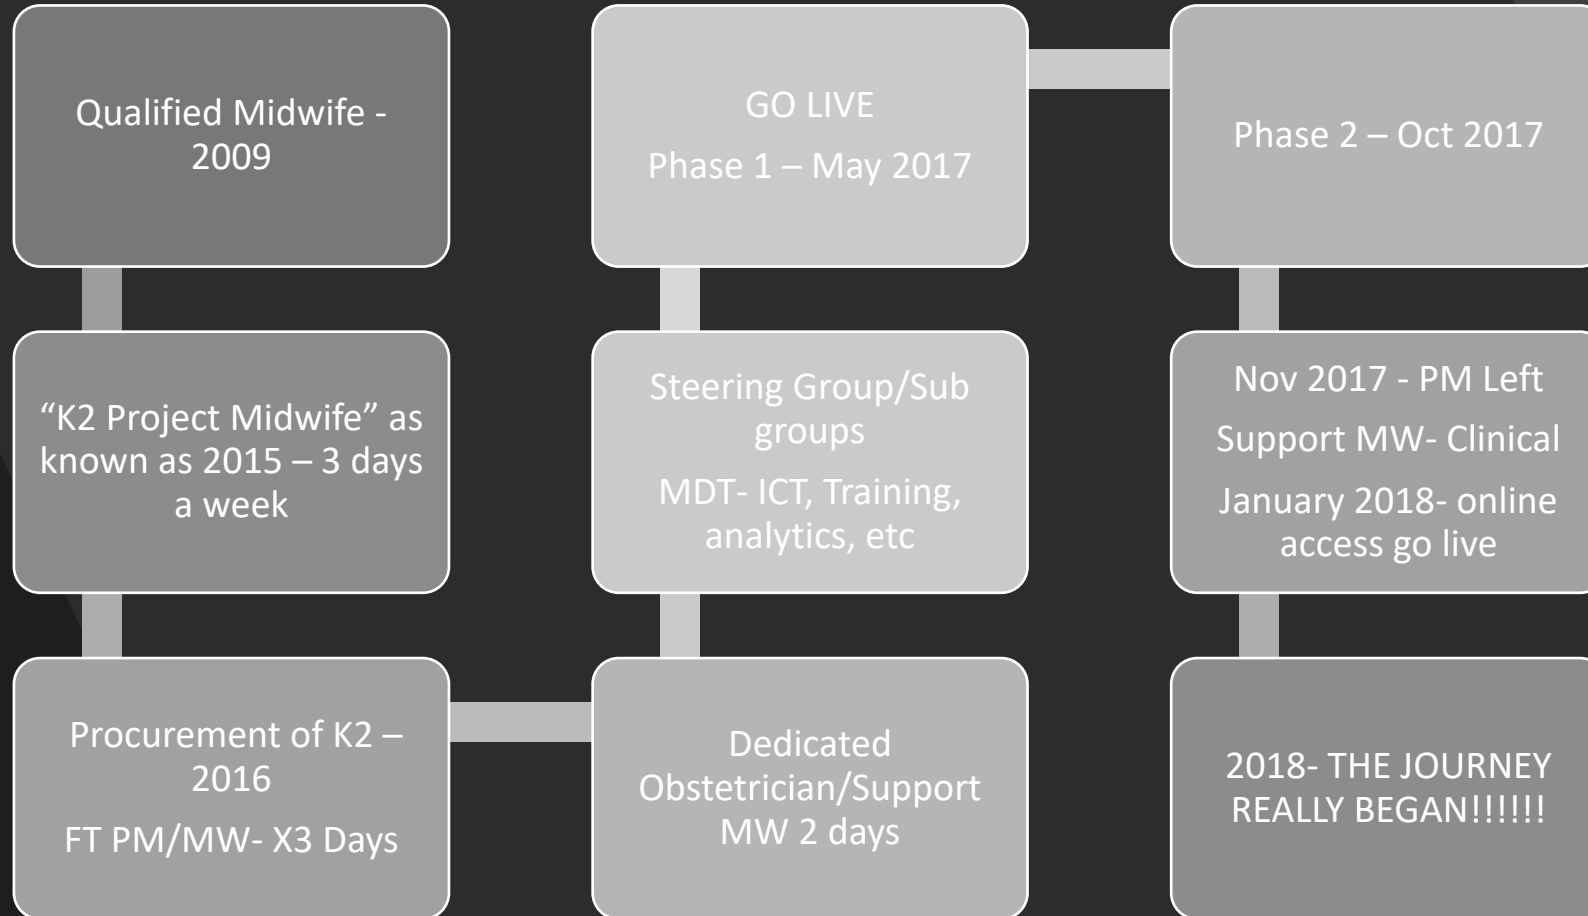 Qualified Midwife -
2009
“K2 Project Midwife” as
known as 2015 – 3 days
a week
Procurement of K2 –
2016
FT PM/MW- X3 Days
Dedicated
Obstetrician/Support
MW 2 days
Steering Group/Sub
groups
MDT- ICT, Training,
analytics, etc
GO LIVE
Phase 1 – May 2017
Phase 2 – Oct 2017
Nov 2017 - PM Left
Support MW- Clinical
January 2018- online
access go live
2018- THE JOURNEY
REALLY BEGAN!!!!!!